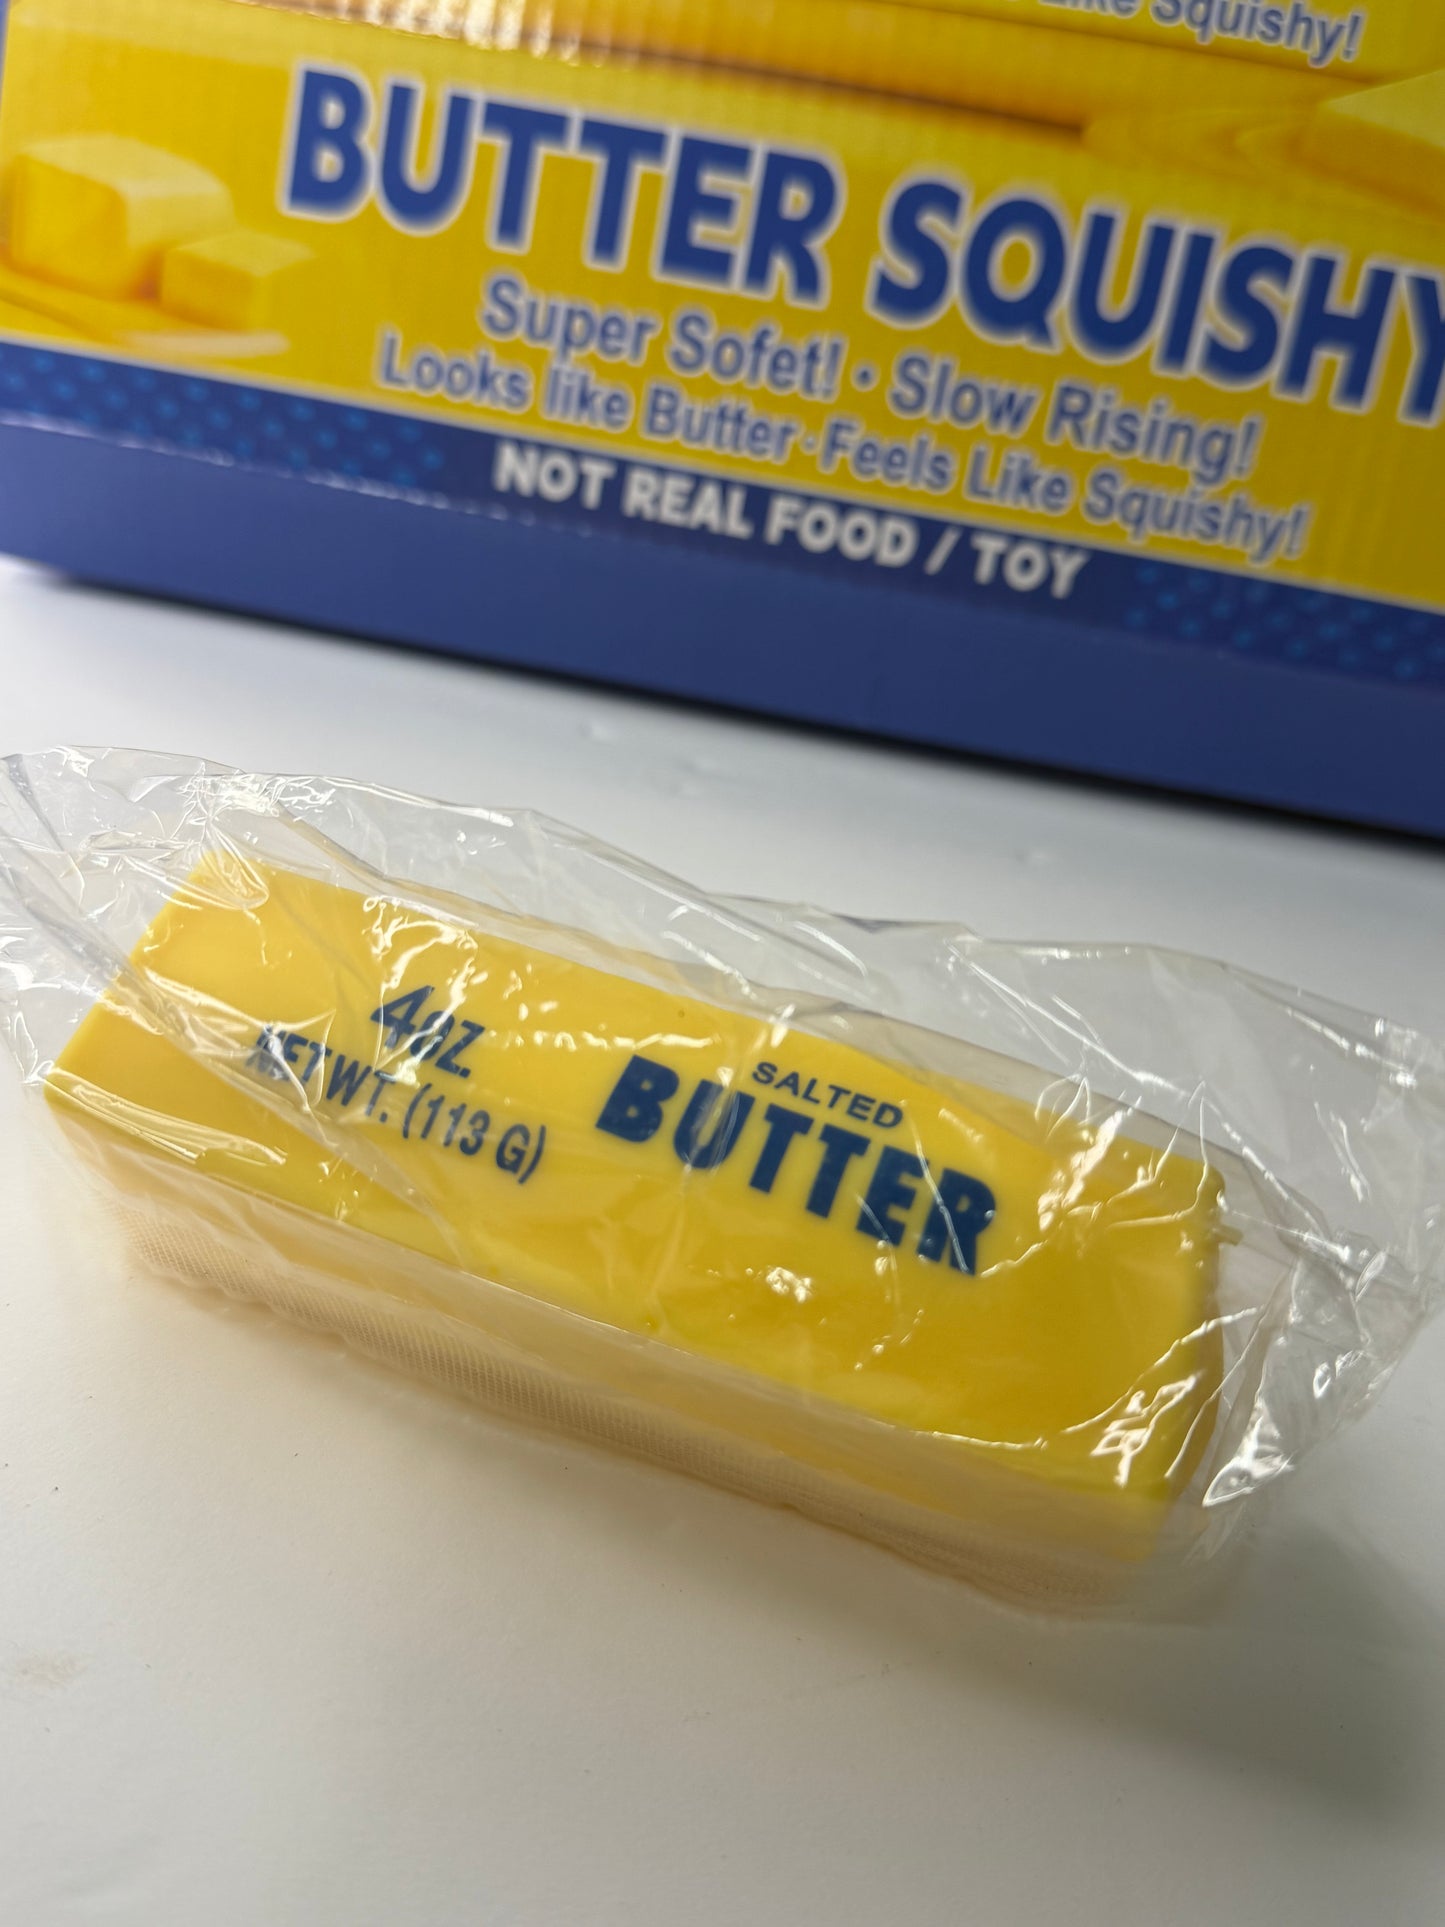 Like Squishy!
BUTTER SQUISHY
Super Sofet! • Slow Rising!
Looks like Butter•Feels Like Squishy!
NOT REAL FOOD / TOY
4oz.
NET WT. (113 G)
SALTED
BUTTER